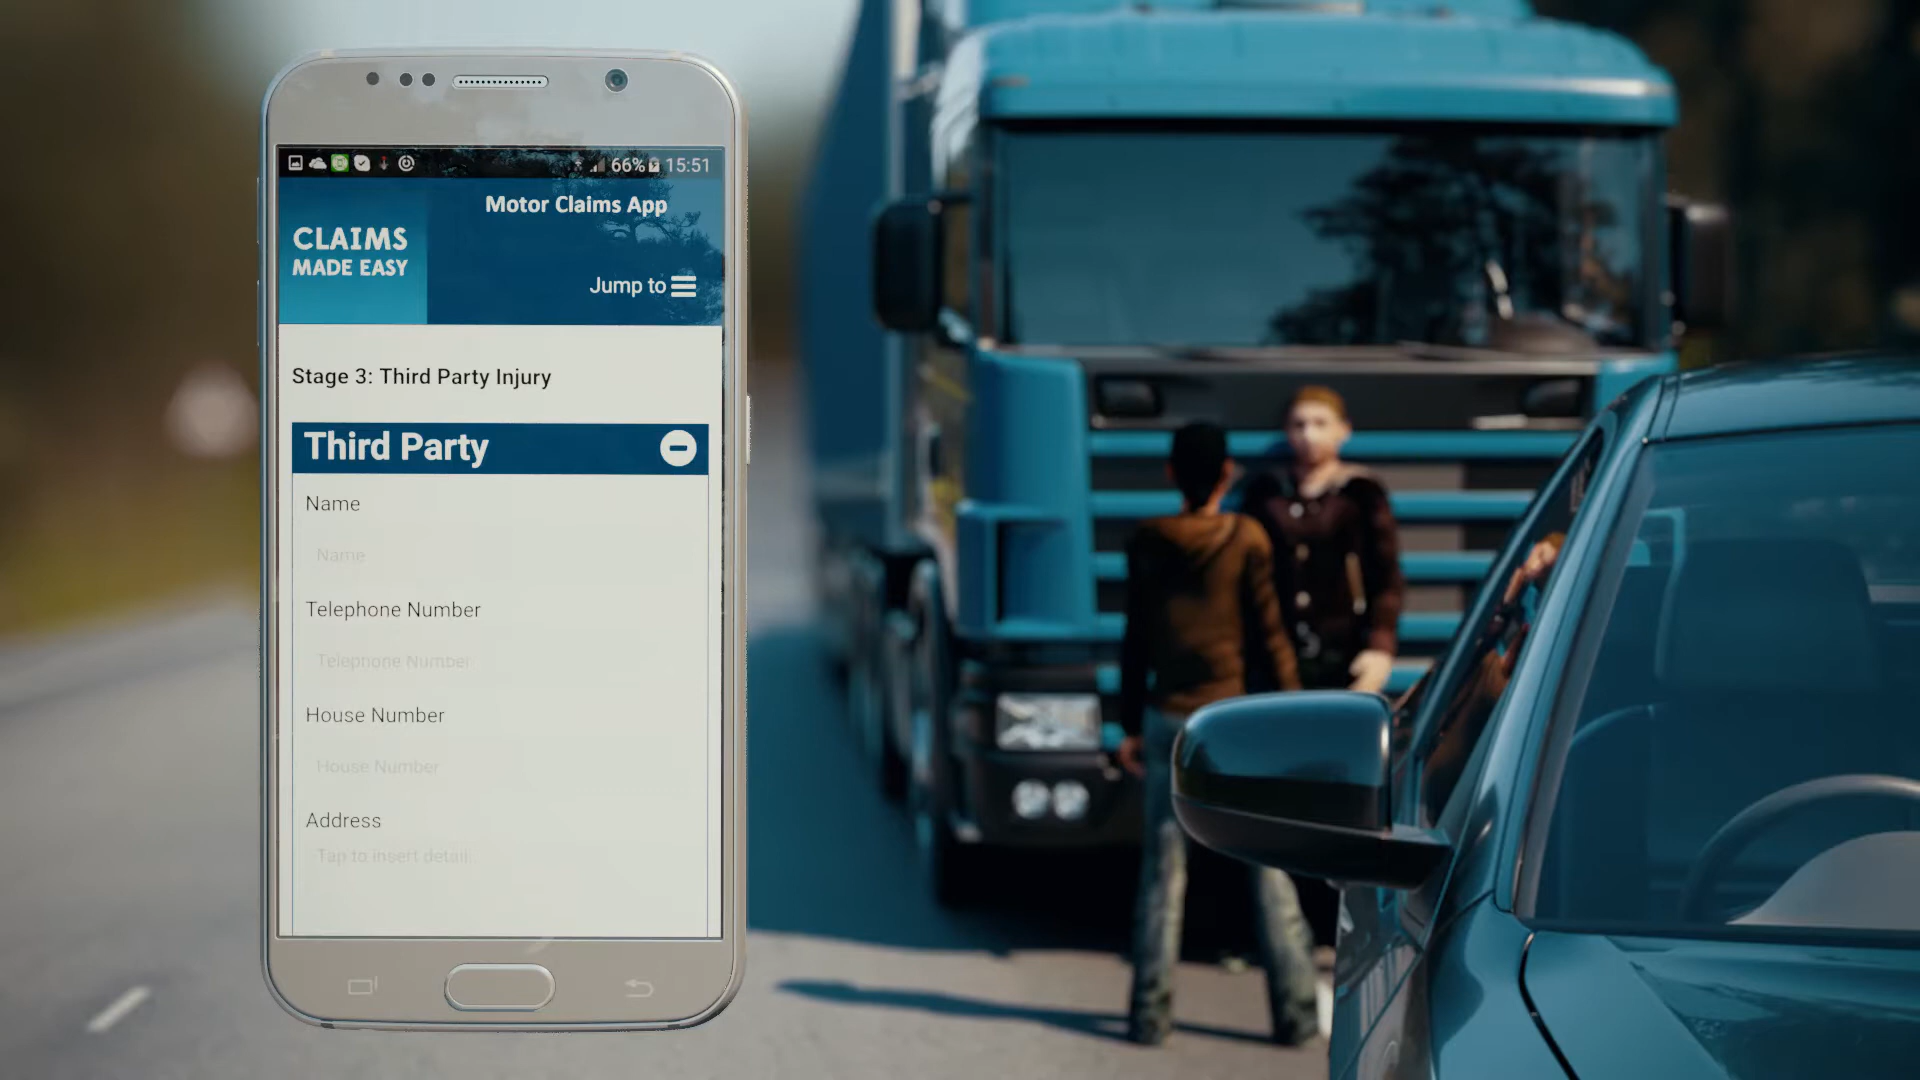 66% 15:51
Motor Claims App
CLAIMS
MADE EASY
Jump to
Stage 3: Third Party Injury
Third Party
Name
Name
Telephone Number
Telephone Number
House Number
House Number
Address
Tap to insert detail..